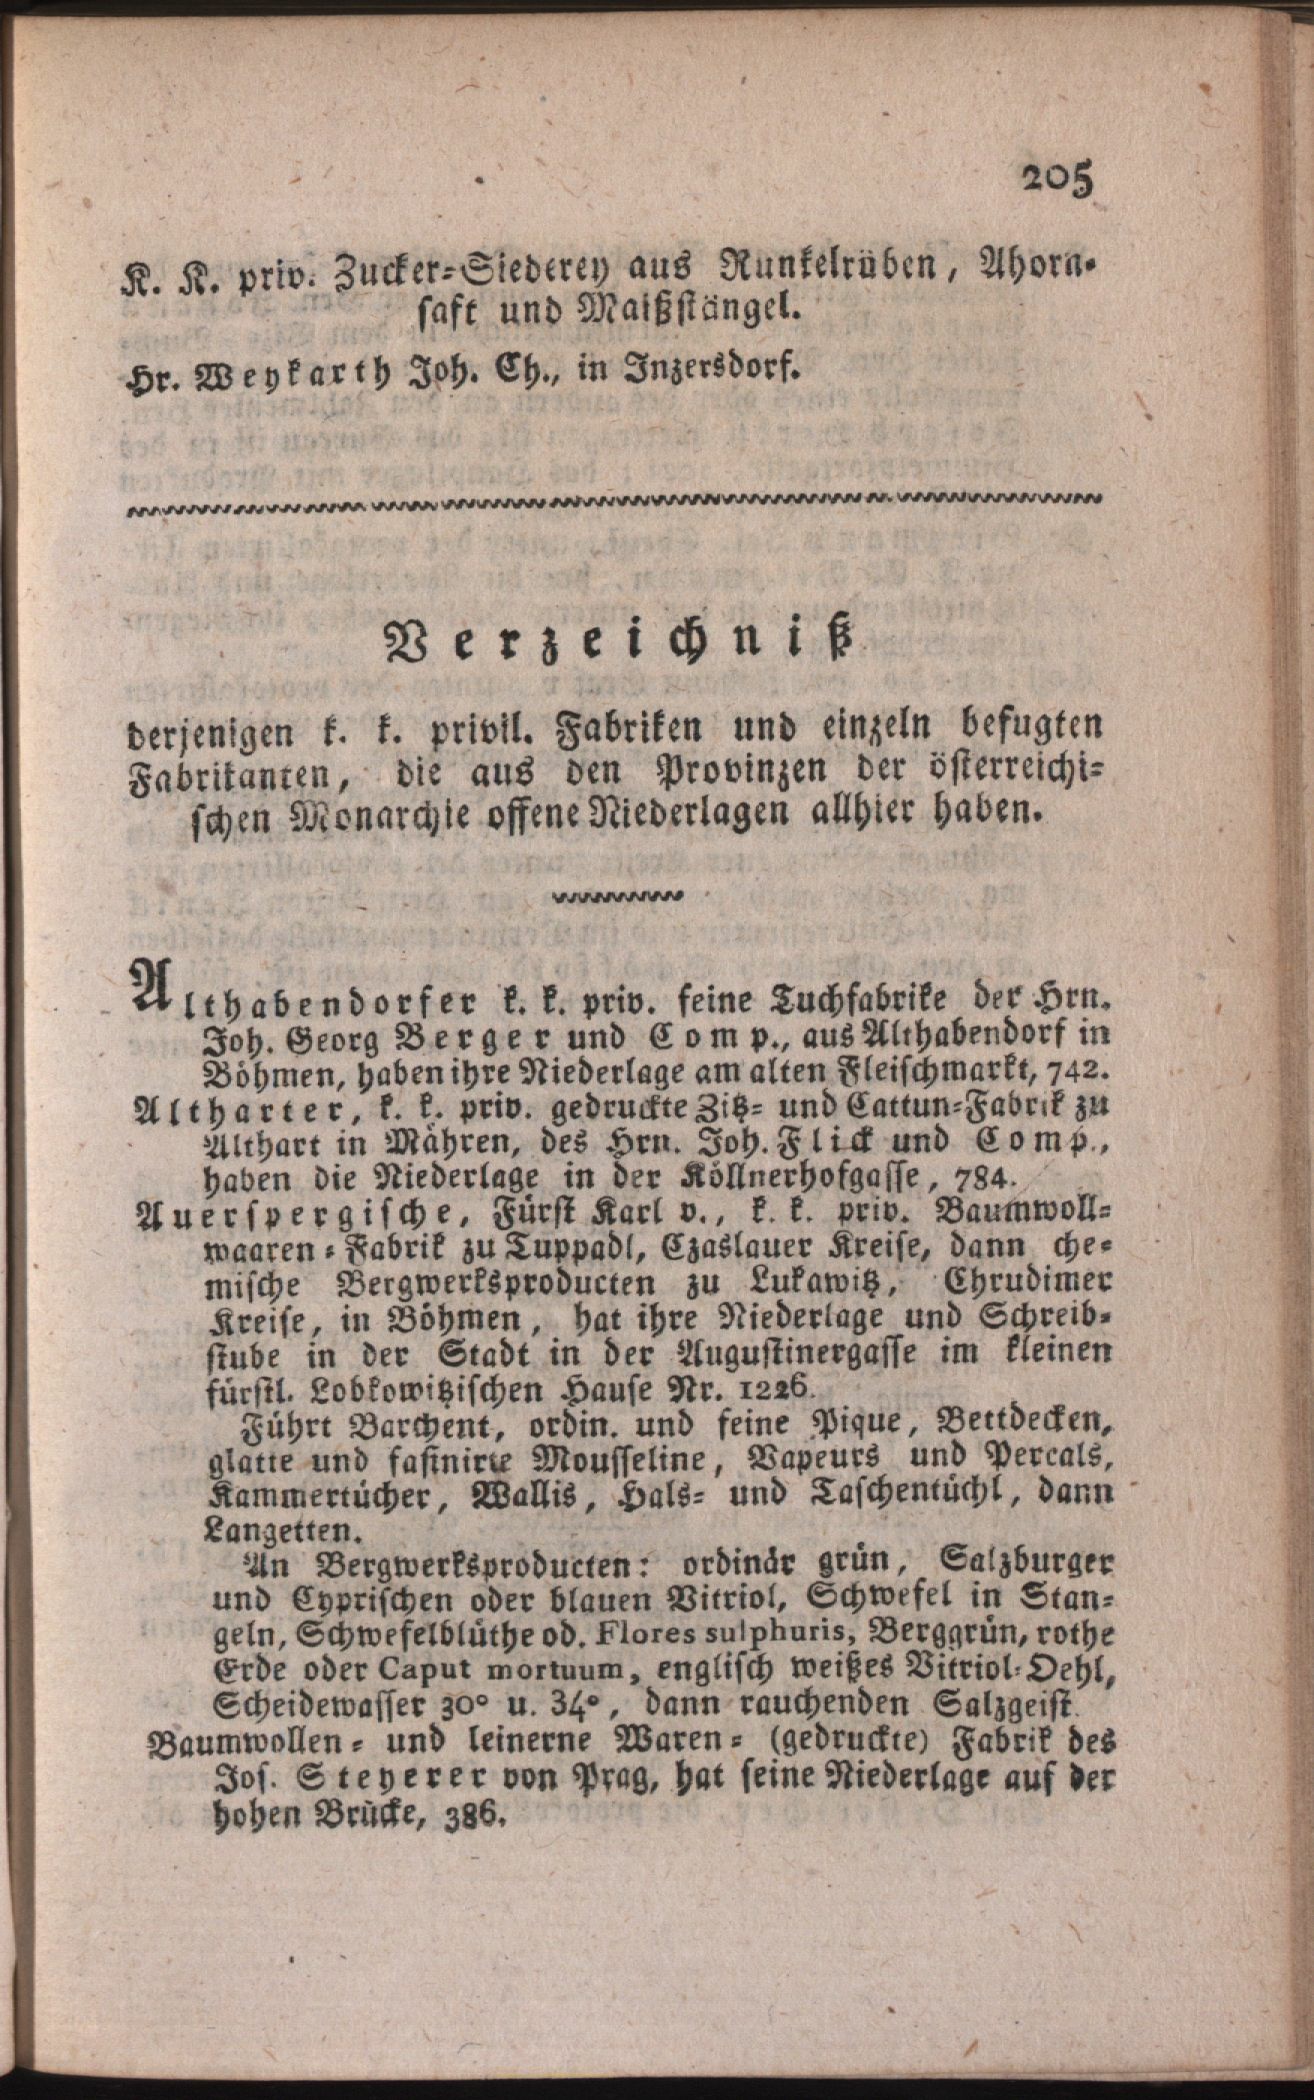 205
K. K. priv. Zucker-Siederey aus Runkelrüben, Ahorn-
saft und Maißstängel.
Hr. Weykarth Joh. Ch., in Inzersdorf.
Verzeichniß
derjenigen k. k. privil. Fabriken und einzeln befugten
Fabrikanten, die aus den Provinzen der österreichi-
schen Monarchie offene Niederlagen allhier haben.
Althabendorfer k. k. priv. feine Tuchfabrike der Hrn.
Joh. Georg Berger und Comp., aus Althabendorf in
Böhmen, haben ihre Niederlage am alten Fleischmarkt, 742.
Altharter, k. k. priv. gedruckte Zitz- und Cattun-Fabrik zu
Althart in Mähren, des Hrn. Joh. Flick und Comp.,
haben die Niederlage in der Köllnerhofgasse, 784.
Auerspergische, Fürst Karl v., k. k. priv. Baumwoll-
waaren-Fabrik zu Tuppadl, Czaslauer Kreise, dann che-
mische Bergwerksproducten zu Lukawitz, Chrudimer
Kreise, in Böhmen, hat ihre Niederlage und Schreib-
stube in der Stadt in der Augustinergasse im kleinen
fürstl. Lobkowitzischen Hause Nr. 1226.
Führt Barchent, ordin. und feine Pique, Bettdecken,
glatte und fasinirte Mousseline, Vapeurs und Percals,
Kammertücher, Wallis, Hals- und Taschentüchl, dann
Langetten.
An Bergwerksproducten: ordinär grün, Salzburger
und Cyprischen oder blauen Vitriol, Schwefel in Stan-
geln, Schwefelblüthe od. Flores sulphuris, Berggrün, rothe
Erde oder Caput mortuum, englisch weißes Vitriol-Oehl,
Scheidewasser 30° u. 34°, dann rauchenden Salzgeist.
Baumwollen- und leinerne Waren- (gedruckte) Fabrik des
Jos. Steyerer von Prag, hat seine Niederlage auf der
hohen Brücke, 386.